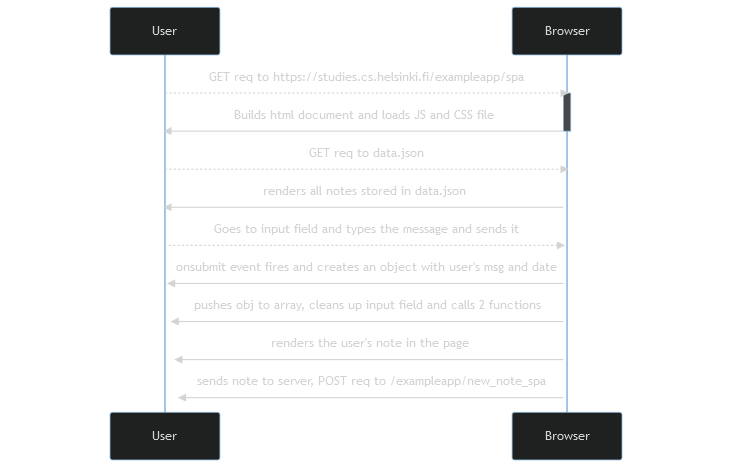 User
Browser
GET req to https://studies.cs.helsinki.fi/exampleapp/spa
Builds html document and loads JS and CSS file
GET req to data.json
renders all notes stored in data.json
Goes to input field and types the message and sends it
onsubmit event fires and creates an object with user's msg and date
pushes obj to array, cleans up input field and calls 2 functions
renders the user's note in the page
sends note to server, POST req to /exampleapp/new_note_spa
User
Browser